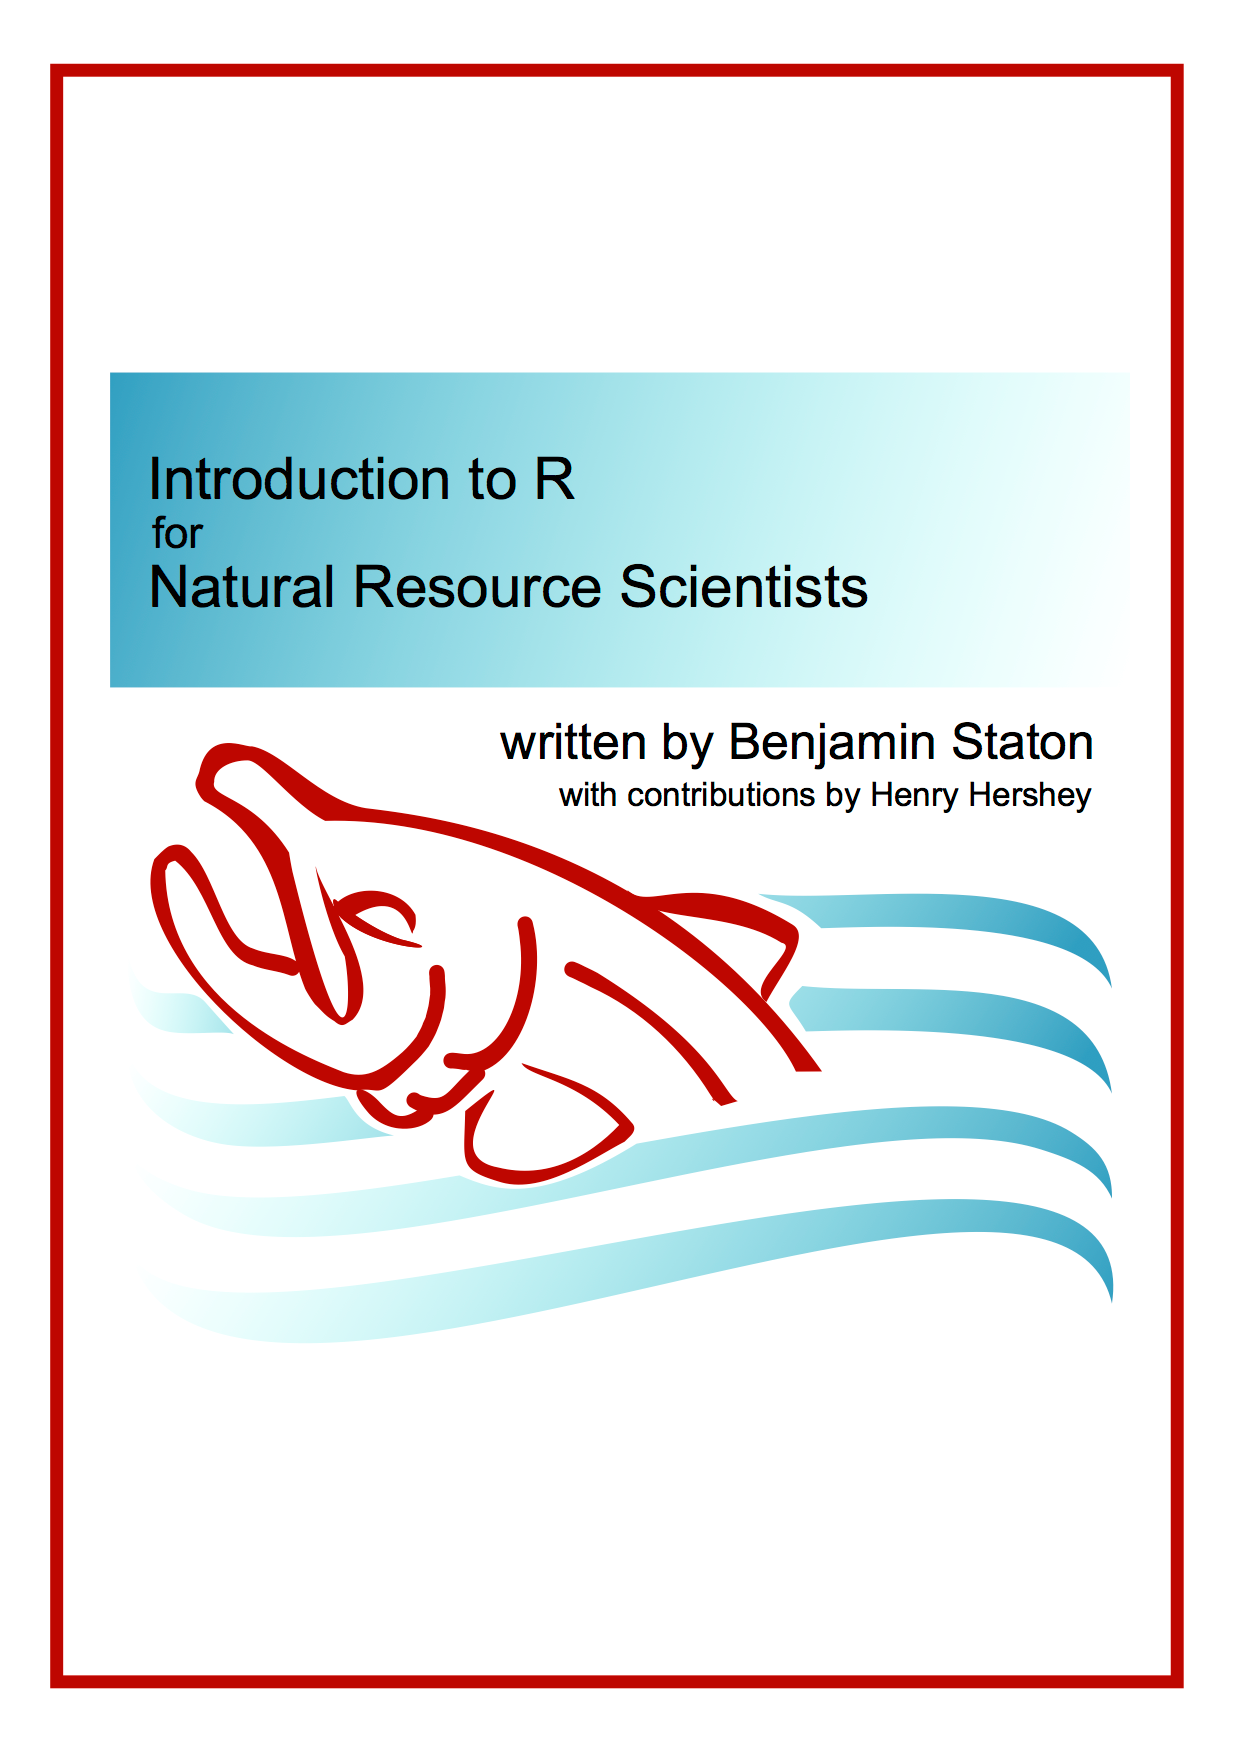 Introduction to R
for
Natural Resource Scientists
written by Benjamin Staton
with contributions by Henry Hershey